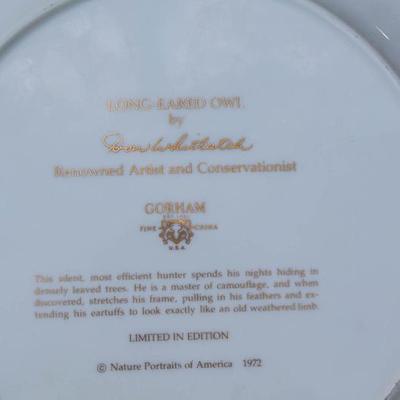 LONG-EARED OWL
by
Don Whitlatch
Renowned Artist and Conservationist
GORHAM
FINE CHINA
U.S.A.
This silent, most efficient hunter spends his nights hiding in
densely leaved trees. He is a master of camouflage, and when
discovered, stretches his frame, pulling in his feathers and ex-
tending his eartufts to look exactly like an old weathered limb.
LIMITED IN EDITION
© Nature Portraits of America 1972